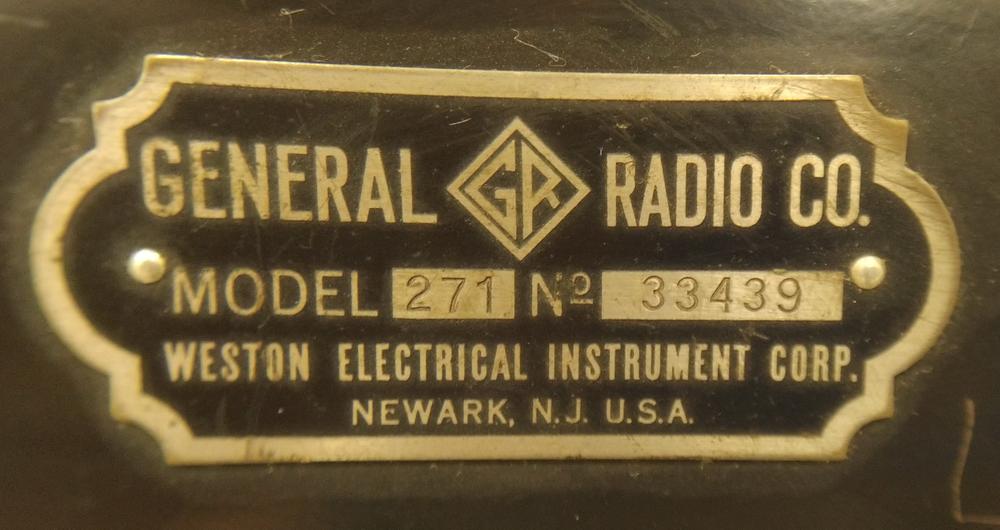 GENERAL GR RADIO CO.
MODEL 271 Nº 33439
WESTON ELECTRICAL INSTRUMENT CORP.
NEWARK, N.J. U.S.A.